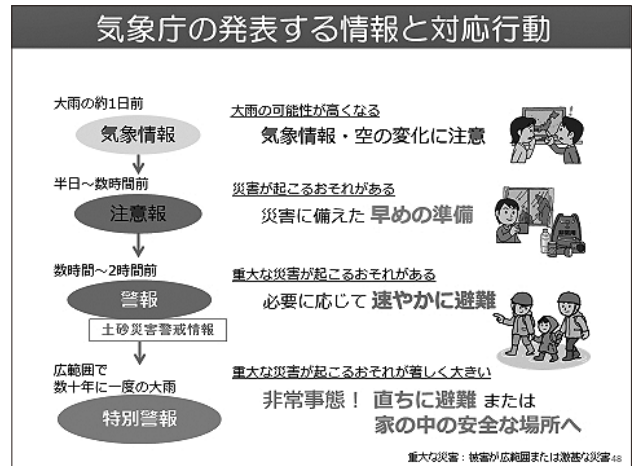 気象庁の発表する情報と対応行動
大雨の約1日前
気象情報
大雨の可能性が高くなる
気象情報・空の変化に注意
半日～数時間前
注意報
災害が起こるおそれがある
災害に備えた 早めの準備
数時間～2時間前
警報
土砂災害警戒情報
重大な災害が起こるおそれがある
必要に応じて 速やかに避難
広範囲で
数十年に一度の大雨
特別警報
重大な災害が起こるおそれが著しく大きい
非常事態！ 直ちに避難 または
家の中の安全な場所へ
重大な災害：被害が広範囲または激甚な災害 48